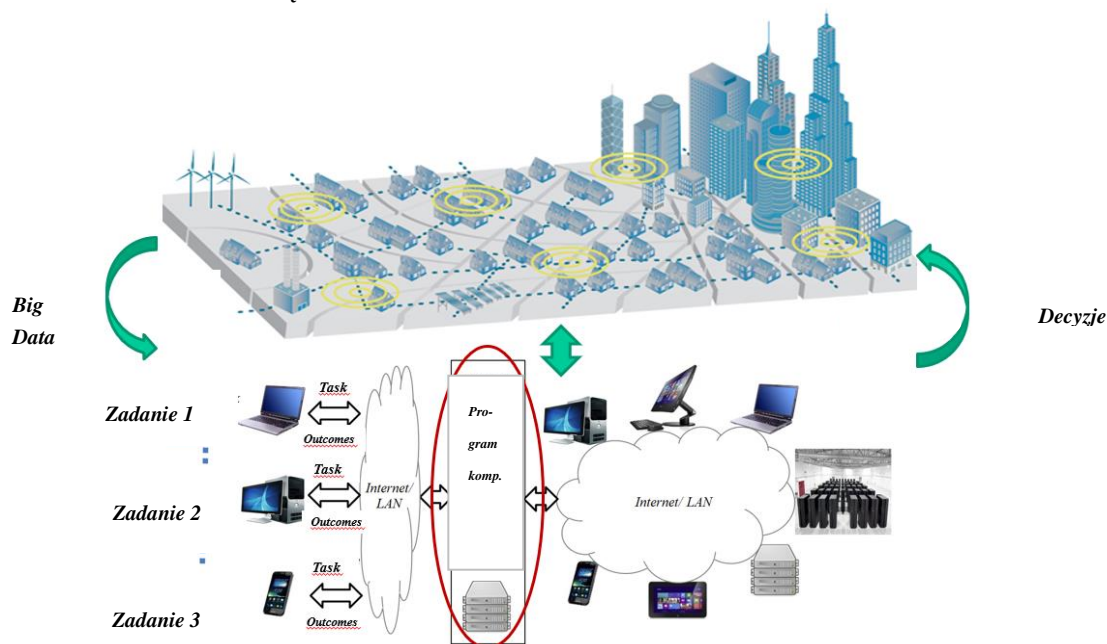 Big
Data
Decyzje
Zadanie 1
Task
Outcomes
Pro-
gram
komp.
Zadanie 2
Task
Outcomes
Internet/
LAN
Internet/ LAN
Zadanie 3
Task
Outcomes